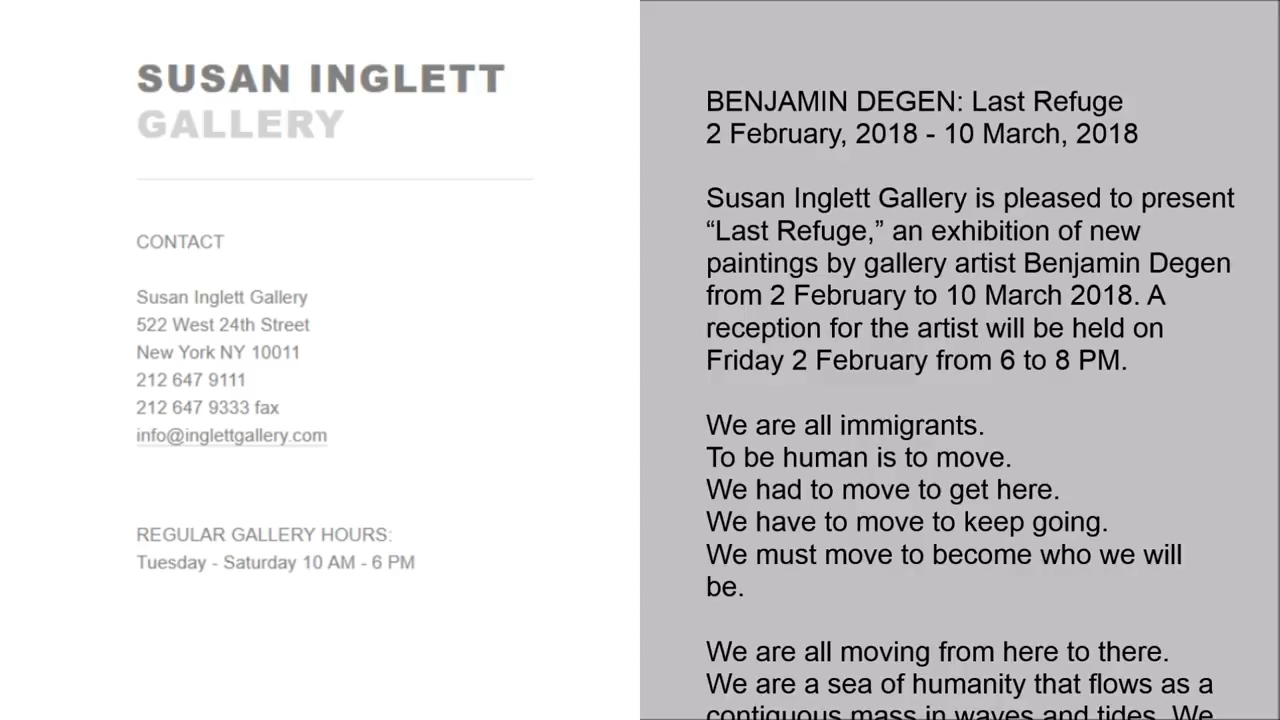 SUSAN INGLETT
GALLERY
CONTACT
Susan Inglett Gallery
522 West 24th Street
New York NY 10011
212 647 9111
212 647 9333 fax
info@inglettgallery.com
REGULAR GALLERY HOURS:
Tuesday - Saturday 10 AM - 6 PM
BENJAMIN DEGEN: Last Refuge
2 February, 2018 - 10 March, 2018
Susan Inglett Gallery is pleased to present
“Last Refuge,” an exhibition of new
paintings by gallery artist Benjamin Degen
from 2 February to 10 March 2018. A
reception for the artist will be held on
Friday 2 February from 6 to 8 PM.
We are all immigrants.
To be human is to move.
We had to move to get here.
We have to move to keep going.
We must move to become who we will
be.
We are all moving from here to there.
We are a sea of humanity that flows as a
contiguous mass in waves and tides. We